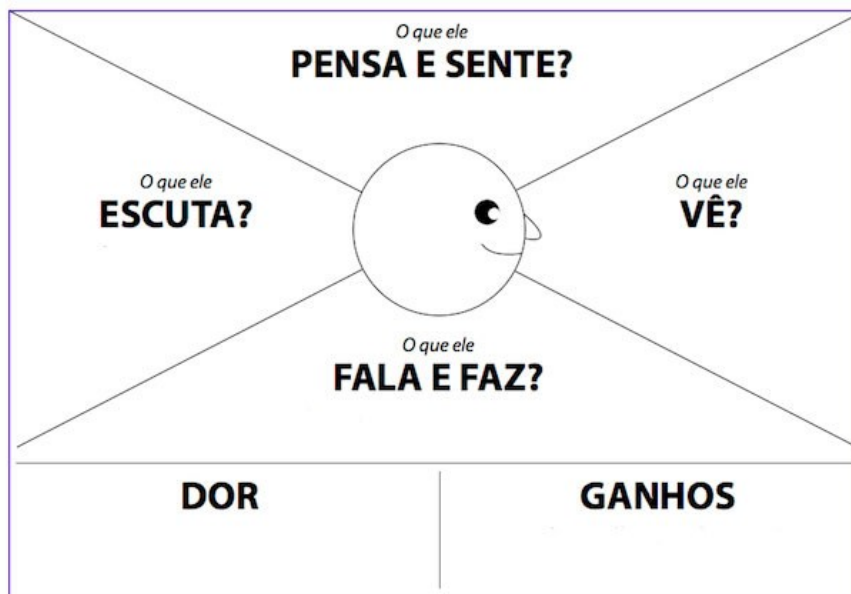 O que ele
PENSA E SENTE?
O que ele
ESCUTA?
O que ele
VÊ?
O que ele
FALA E FAZ?
DOR
GANHOS